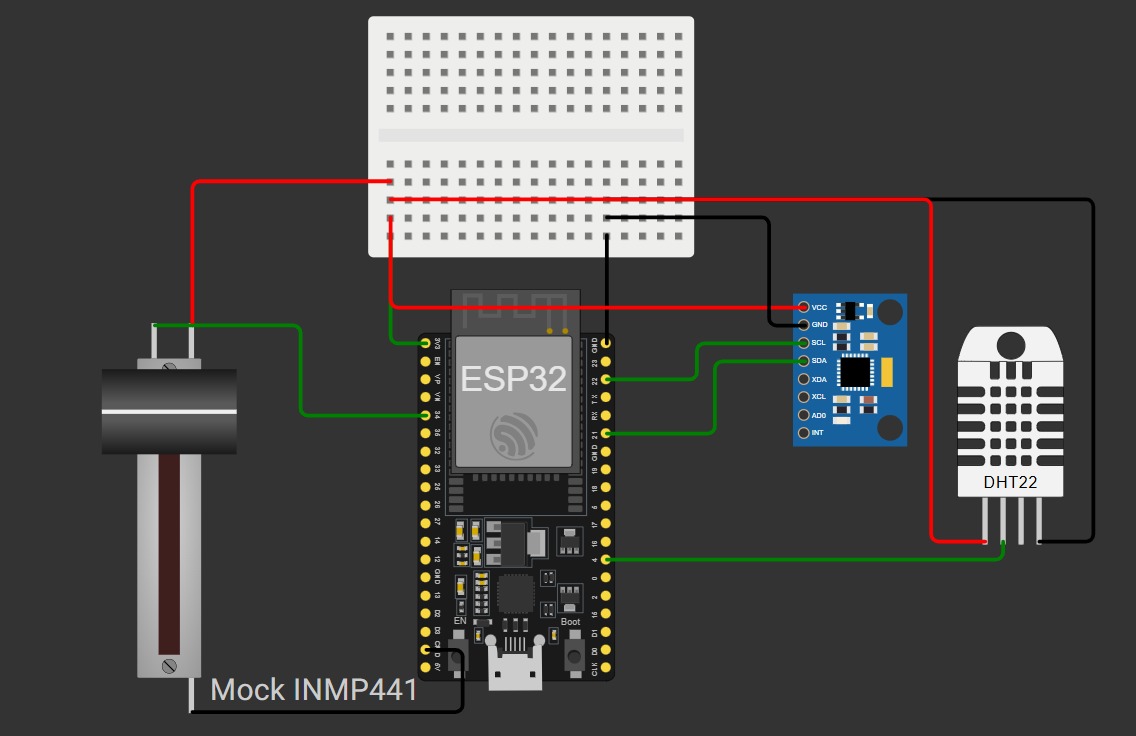 ESP32
3V3
EN
VP
VN
34
35
32
33
25
26
27
14
12
GND
13
D2
D3
CMD
5V
GND
23
22
TX
RX
21
GND
19
18
5
17
16
4
0
2
15
D1
D0
CLK
EN
Boot
VCC
GND
SCL
SDA
XDA
XCL
AD0
INT
DHT22
Mock INMP441